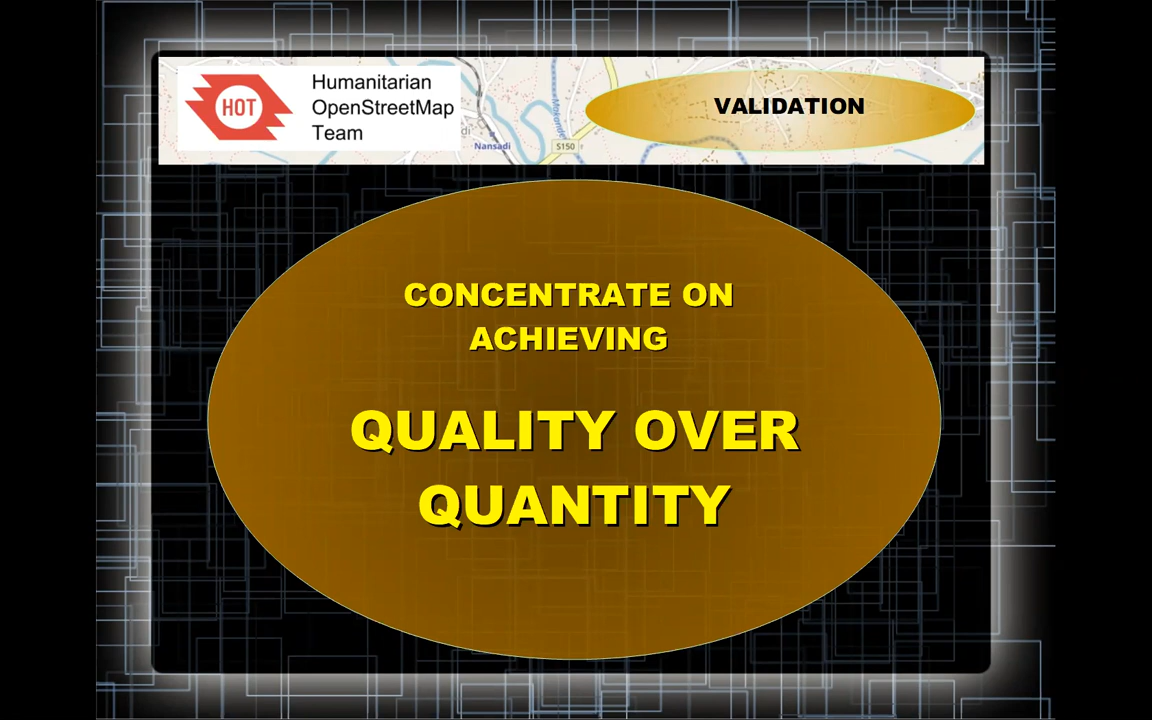 HOT
Humanitarian
OpenStreetMap
Team
VALIDATION
Nansadi
S150
CONCENTRATE ON
ACHIEVING
QUALITY OVER
QUANTITY